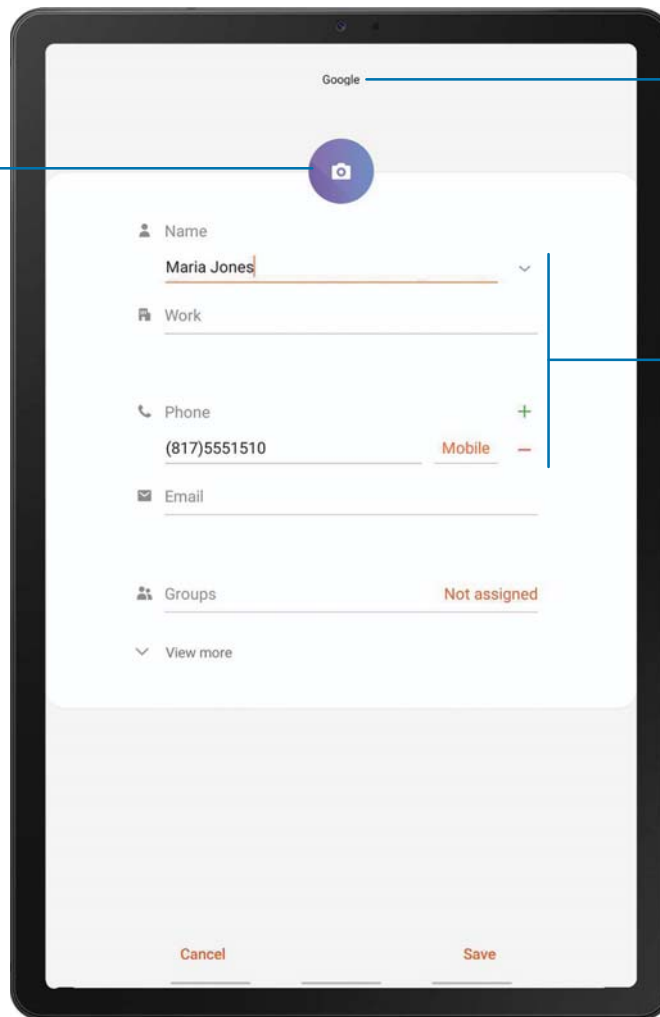 Google
Name
Maria Jones
Work
Phone
(817)5551510 Mobile
Email
Groups Not assigned
View more
Cancel Save